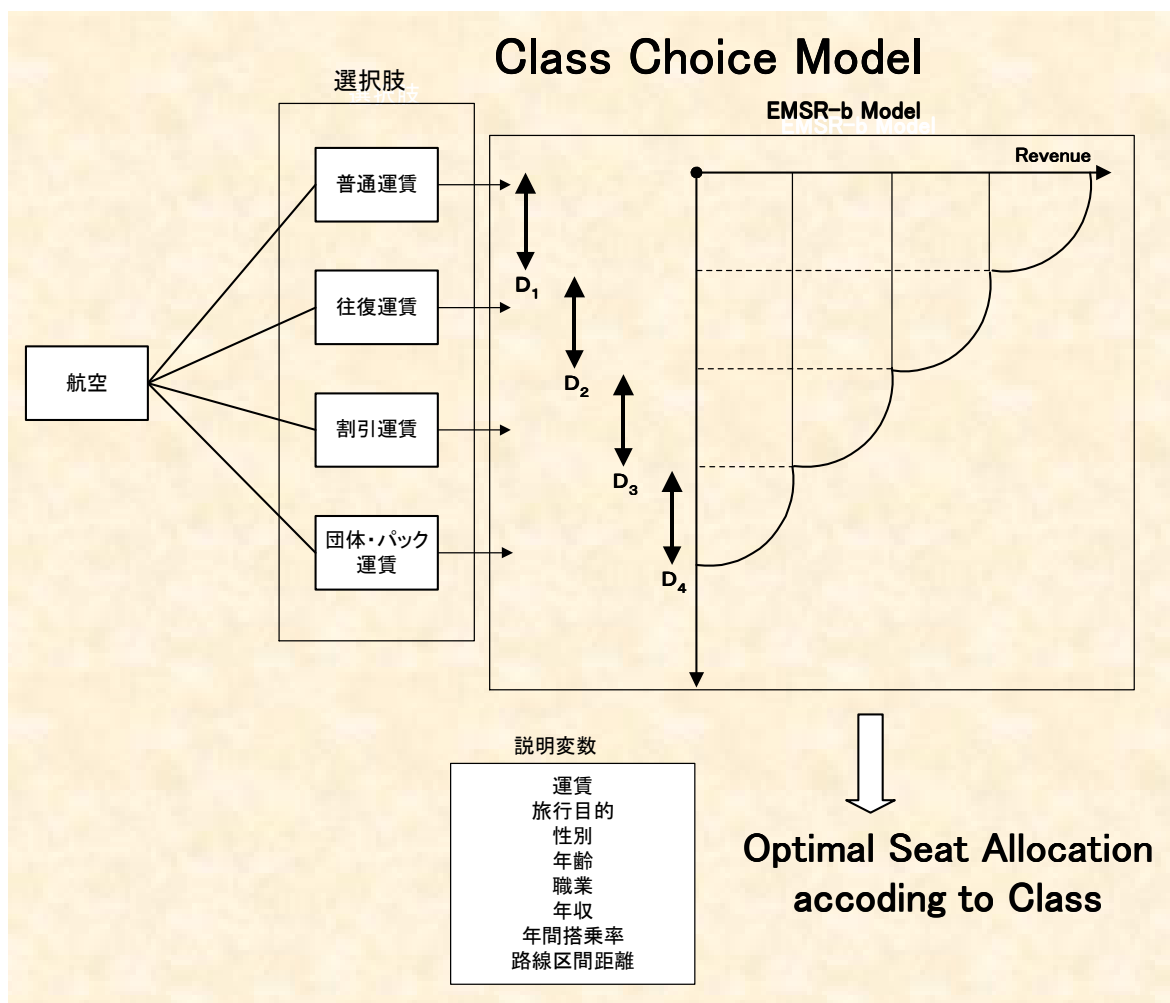 Class Choice Model
選択肢
EMSR-b Model
Revenue
普通運賃
往復運賃
割引運賃
団体・パック
運賃
航空
D1
D2
D3
D4
説明変数
運賃
旅行目的
性別
年齢
職業
年収
年間搭乗率
路線区間距離
Optimal Seat Allocation
accoding to Class